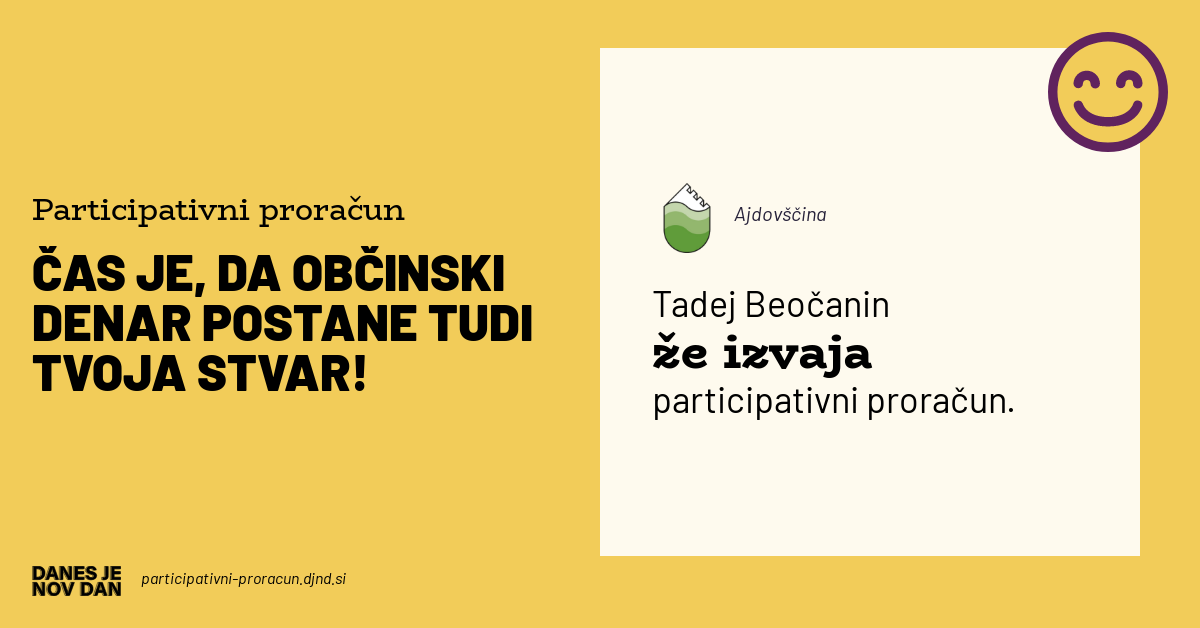 Participativni proračun
ČAS JE, DA OBČINSKI
DENAR POSTANE TUDI
TVOJA STVAR!
DANES JE
NOV DAN
participativni-proracun.djnd.si
Ajdovščina
Tadej Beočanin
že izvaja
participativni proračun.